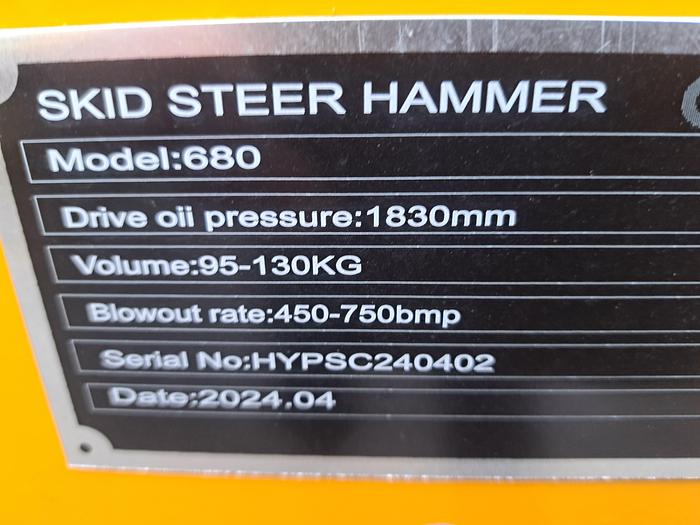 SKID STEER HAMMER
Model:680
Drive oii pressure:1830mm
Volume:95-130KG
Blowout rate:450-750bmp
Serial No:HYPSC240402
Date:2024.04